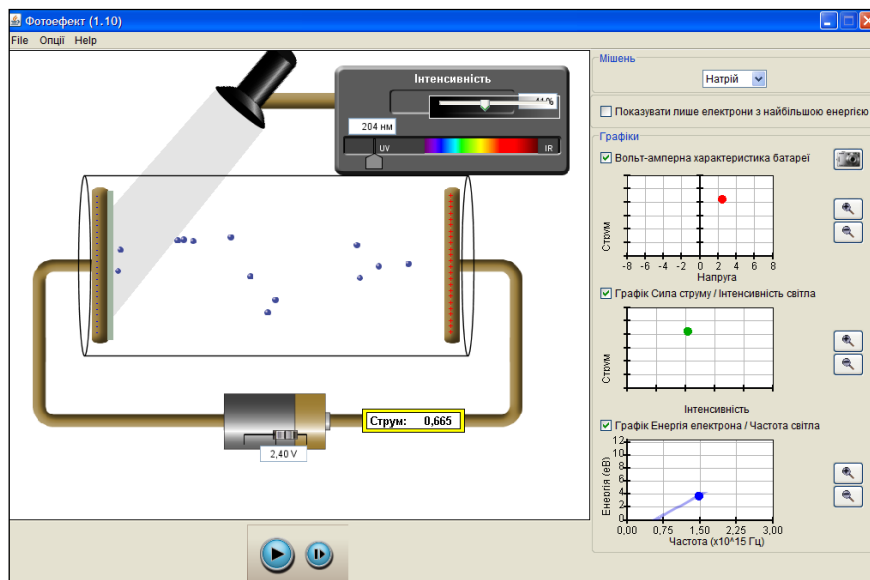 Фотоефект (1.10)
File Опції Help
Інтенсивність
204 нм
UV
IR
Струм: 0,665
2,40 V
Мішень
Натрій
Показувати лише електрони з найбільшою енергією
Графіки
Вольт-амперна характеристика батареї
Струм
-8 -6 -4 -2 0 2 4 6 8
Напруга
Графік Сила струму / Інтенсивність світла
Струм
Інтенсивність
Графік Енергія електрона / Частота світла
Енергія (еВ)
12
8
4
0
0,00 0,75 1,50 2,25 3,00
Частота (x10^15 Гц)